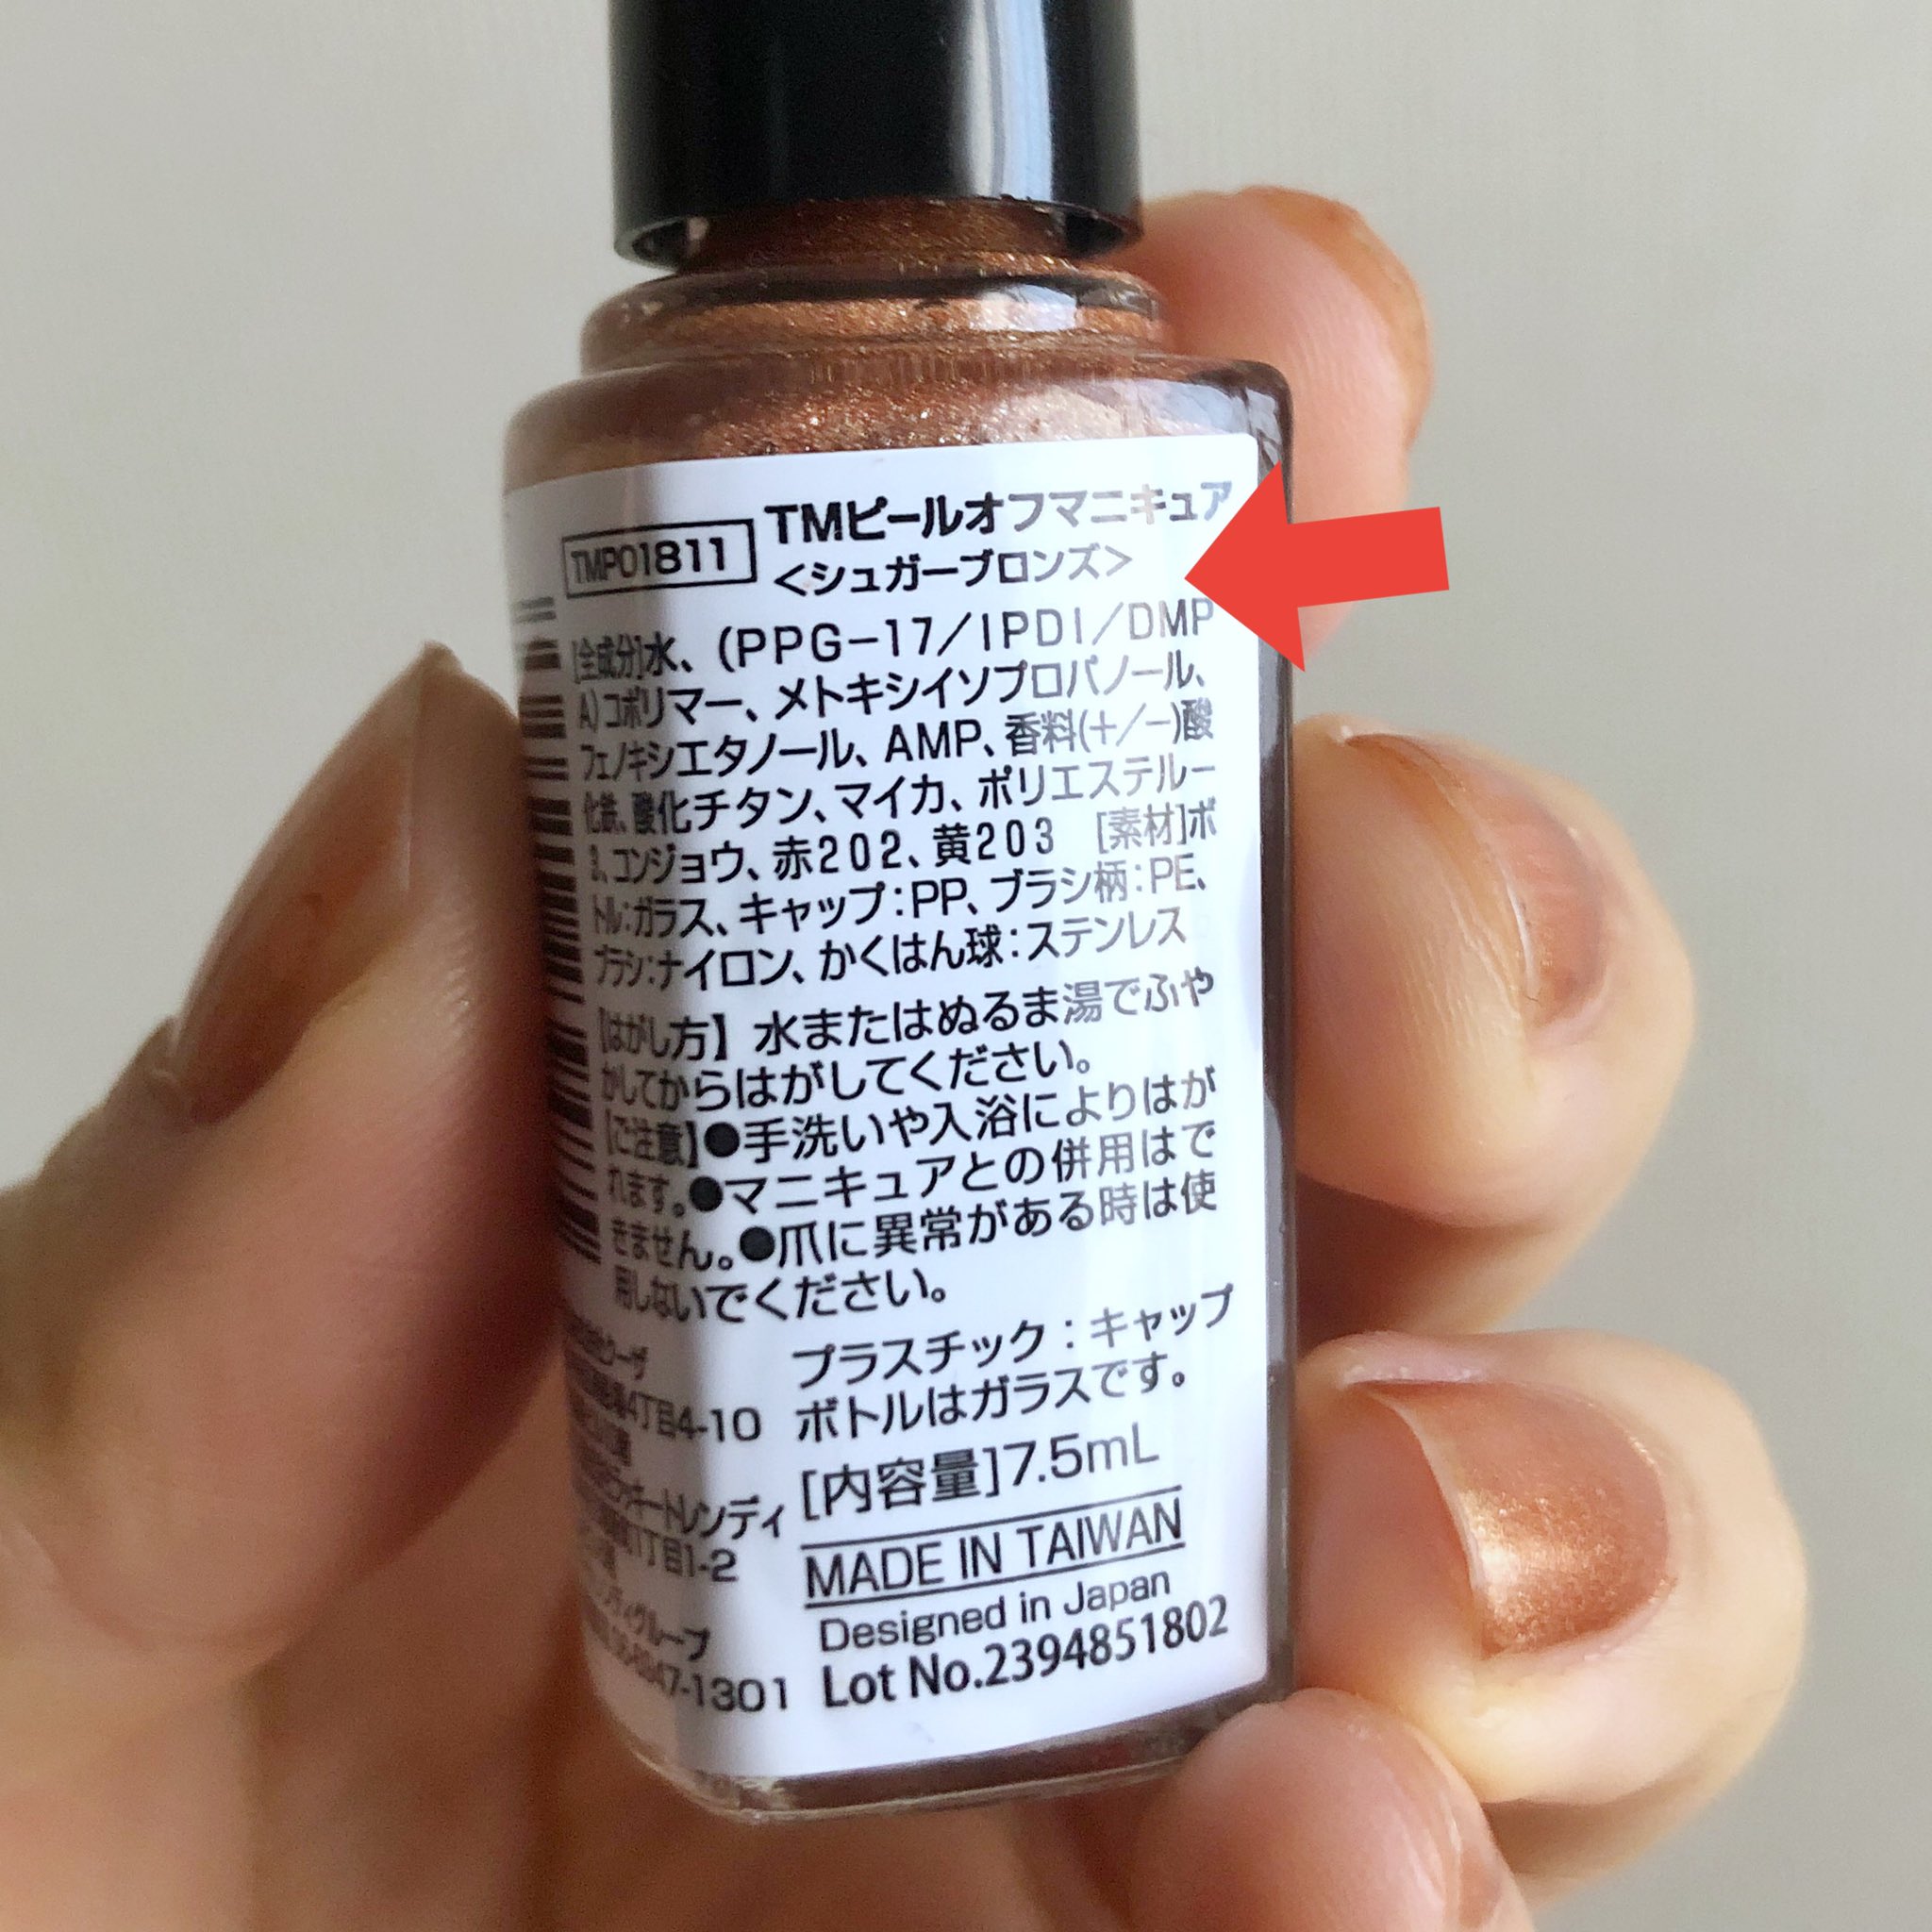 TMP01811
TMピールオフマニキュア
<シュガーブロンズ>
[全成分]水、(PPG-17/IPDI/DMP
A)コポリマー、メトキシイソプロパノール、
フェノキシエタノール、AMP、香料(+/-)酸
化鉄、酸化チタン、マイカ、ポリエステルー
3、コンジョウ、赤202、黄203 [素材]ボ
トル:ガラス、キャップ:PP、ブラシ柄:PE、
ブラシ:ナイロン、かくはん球:ステンレス
【はがし方】水またはぬるま湯でふや
かしてからはがしてください。
【ご注意】●手洗いや入浴によりはが
れます。●マニキュアとの併用はで
きません。●爪に異常がある時は使
用しないでください。
プラスチック:キャップ
ボトルはガラスです。
[内容量]7.5mL
MADE IN TAIWAN
Designed in Japan
Lot No.2394851802
クーザ
4丁目4-10
トレンディ
1丁目1-2
グループ
47-1301